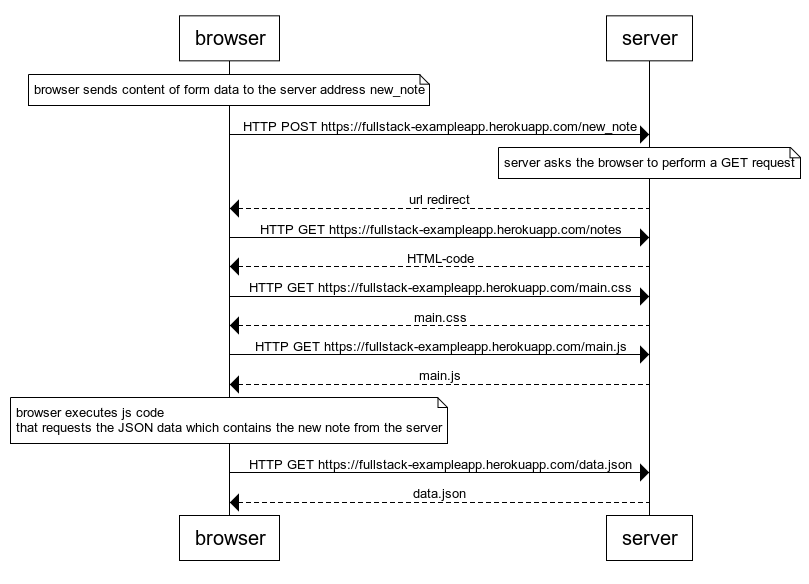 browser
server
browser sends content of form data to the server address new_note
HTTP POST https://fullstack-exampleapp.herokuapp.com/new_note
server asks the browser to perform a GET request
url redirect
HTTP GET https://fullstack-exampleapp.herokuapp.com/notes
HTML-code
HTTP GET https://fullstack-exampleapp.herokuapp.com/main.css
main.css
HTTP GET https://fullstack-exampleapp.herokuapp.com/main.js
main.js
browser executes js code
that requests the JSON data which contains the new note from the server
HTTP GET https://fullstack-exampleapp.herokuapp.com/data.json
data.json
browser
server